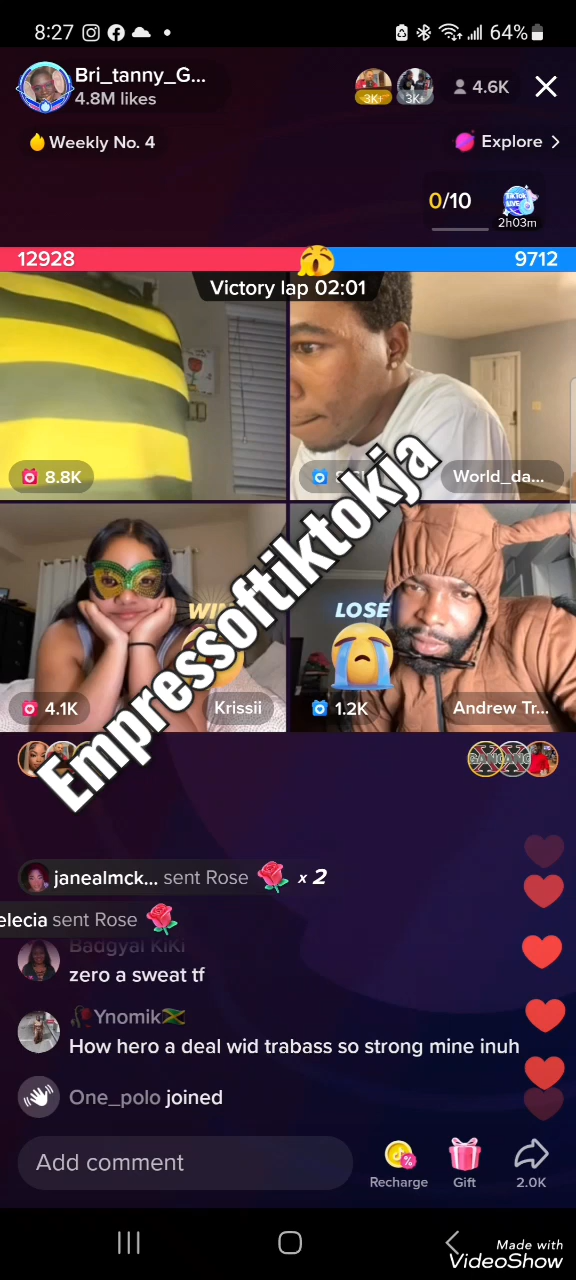 8:27
64%
Bri_tanny_G...
4.8M likes
3K+
3K+
4.6K
Weekly No. 4
Explore >
0/10
TikTok LIVE
2h03m
12928
9712
Victory lap 02:01
8.8K
World_da...
Empressoftiktokja
WIN
LOSE
4.1K
Krissii
1.2K
Andrew Tr...
janealmck... sent Rose x 2
elecia sent Rose
Badgyal KiKi
zero a sweat tf
Ynomik
How hero a deal wid trabass so strong mine inuh
One_polo joined
Add comment
Recharge
Gift
2.0K
Made with
VideoShow